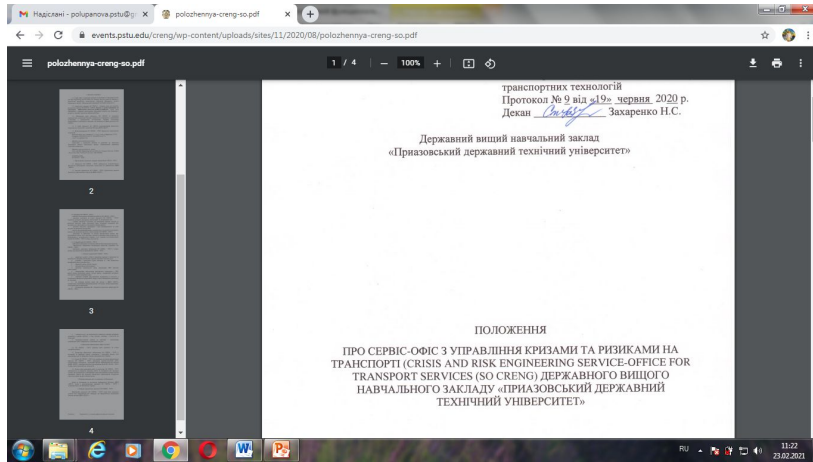 Надіслані - polupanova.pstu@g
polozhennya-creng-so.pdf
events.pstu.edu/creng/wp-content/uploads/sites/11/2020/08/polozhennya-creng-so.pdf
polozhennya-creng-so.pdf
1 / 4
100%
транспортних технологій
Протокол № 9 від «19» червня 2020 р.
Декан Захаренко Н.С.
Державний вищий навчальний заклад
«Приазовський державний технічний університет»
2
3
4
ПОЛОЖЕННЯ
ПРО СЕРВІС-ОФІС З УПРАВЛІННЯ КРИЗАМИ ТА РИЗИКАМИ НА
ТРАНСПОРТІ (CRISIS AND RISK ENGINEERING SERVICE-OFFICE FOR
TRANSPORT SERVICES (SO CRENG) ДЕРЖАВНОГО ВИЩОГО
НАВЧАЛЬНОГО ЗАКЛАДУ «ПРИАЗОВСЬКИЙ ДЕРЖАВНИЙ
ТЕХНІЧНИЙ УНІВЕРСИТЕТ»
RU
11:22
23.02.2021